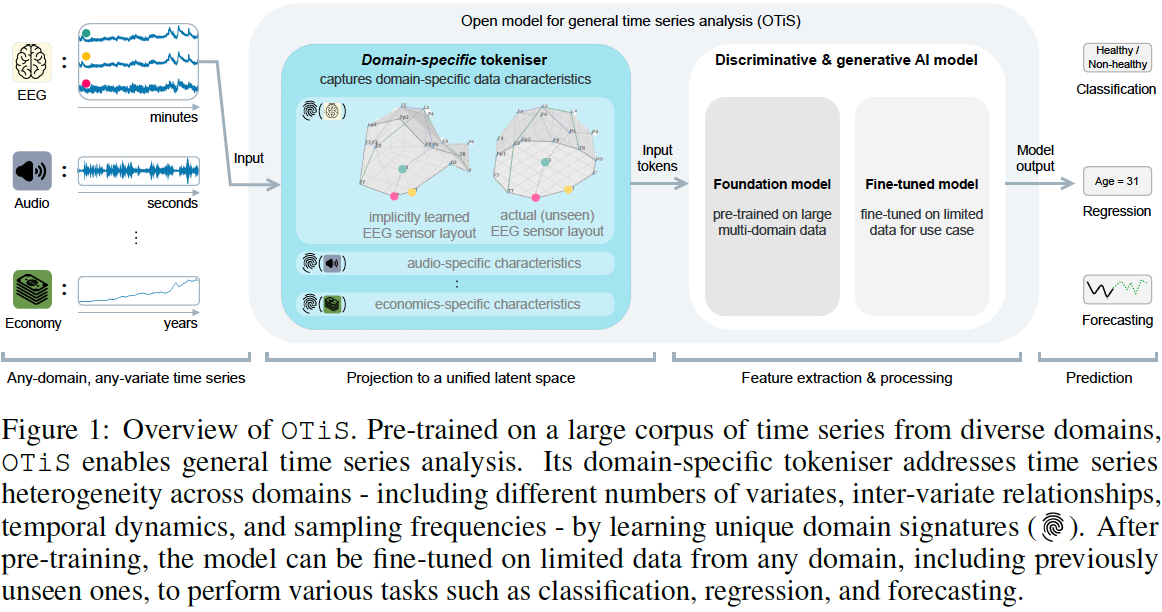 Open model for general time series analysis (OTiS)
EEG
:
minutes
Audio
:
seconds
⋮
Economy
:
years
Input
Domain-specific tokeniser
captures domain-specific data characteristics
implicitly learned
EEG sensor layout
actual (unseen)
EEG sensor layout
audio-specific characteristics
:
economics-specific characteristics
Input
tokens
Discriminative & generative AI model
Foundation model
pre-trained on large
multi-domain data
Fine-tuned model
fine-tuned on limited
data for use case
Model
output
Healthy /
Non-healthy
Classification
Age = 31
Regression
Forecasting
Any-domain, any-variate time series
Projection to a unified latent space
Feature extraction & processing
Prediction
Figure 1: Overview of OTiS. Pre-trained on a large corpus of time series from diverse domains,
OTiS enables general time series analysis. Its domain-specific tokeniser addresses time series
heterogeneity across domains - including different numbers of variates, inter-variate relationships,
temporal dynamics, and sampling frequencies - by learning unique domain signatures ( ). After
pre-training, the model can be fine-tuned on limited data from any domain, including previously
unseen ones, to perform various tasks such as classification, regression, and forecasting.